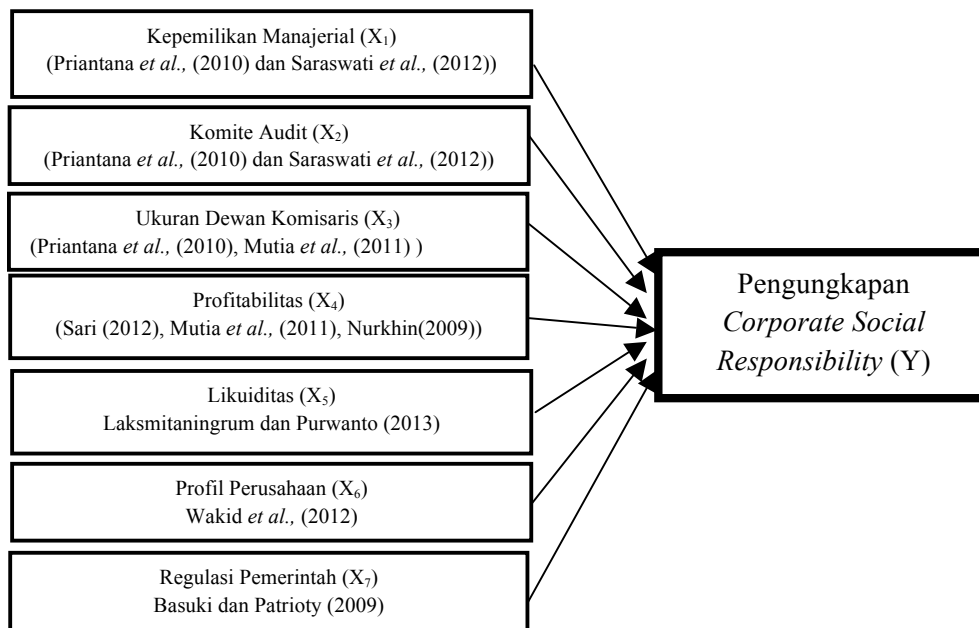 Kepemilikan Manajerial (X₁)
(Priantana et al., (2010) dan Saraswati et al., (2012))
Komite Audit (X₂)
(Priantana et al., (2010) dan Saraswati et al., (2012))
Ukuran Dewan Komisaris (X₃)
(Priantana et al., (2010), Mutia et al., (2011) )
Profitabilitas (X₄)
(Sari (2012), Mutia et al., (2011), Nurkhin(2009))
Likuiditas (X₅)
Laksmitaningrum dan Purwanto (2013)
Profil Perusahaan (X₆)
Wakid et al., (2012)
Regulasi Pemerintah (X₇)
Basuki dan Patrioty (2009)
Pengungkapan
Corporate Social
Responsibility (Y)